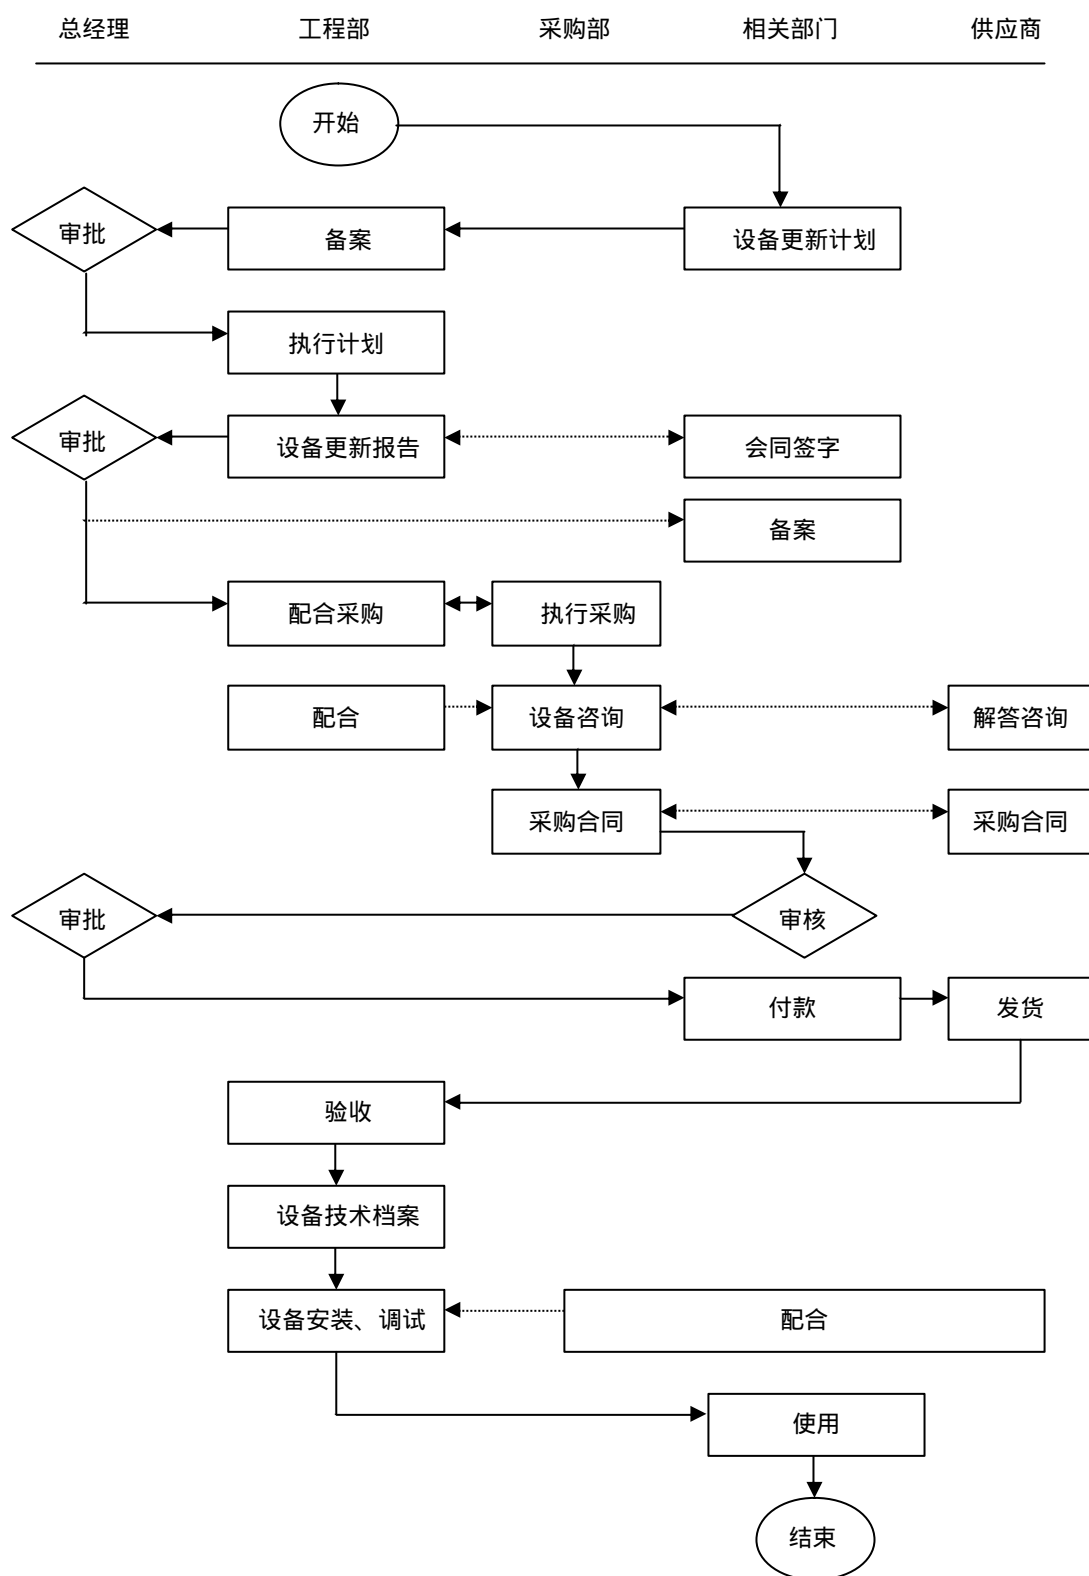 总经理 工程部 采购部 相关部门 供应商
开始
审批 备案 设备更新计划
执行计划
审批 设备更新报告 会同签字
备案
配合采购 执行采购
配合 设备咨询 解答咨询
采购合同 采购合同
审批 审核
付款 发货
验收
设备技术档案
设备安装、调试 配合
使用
结束